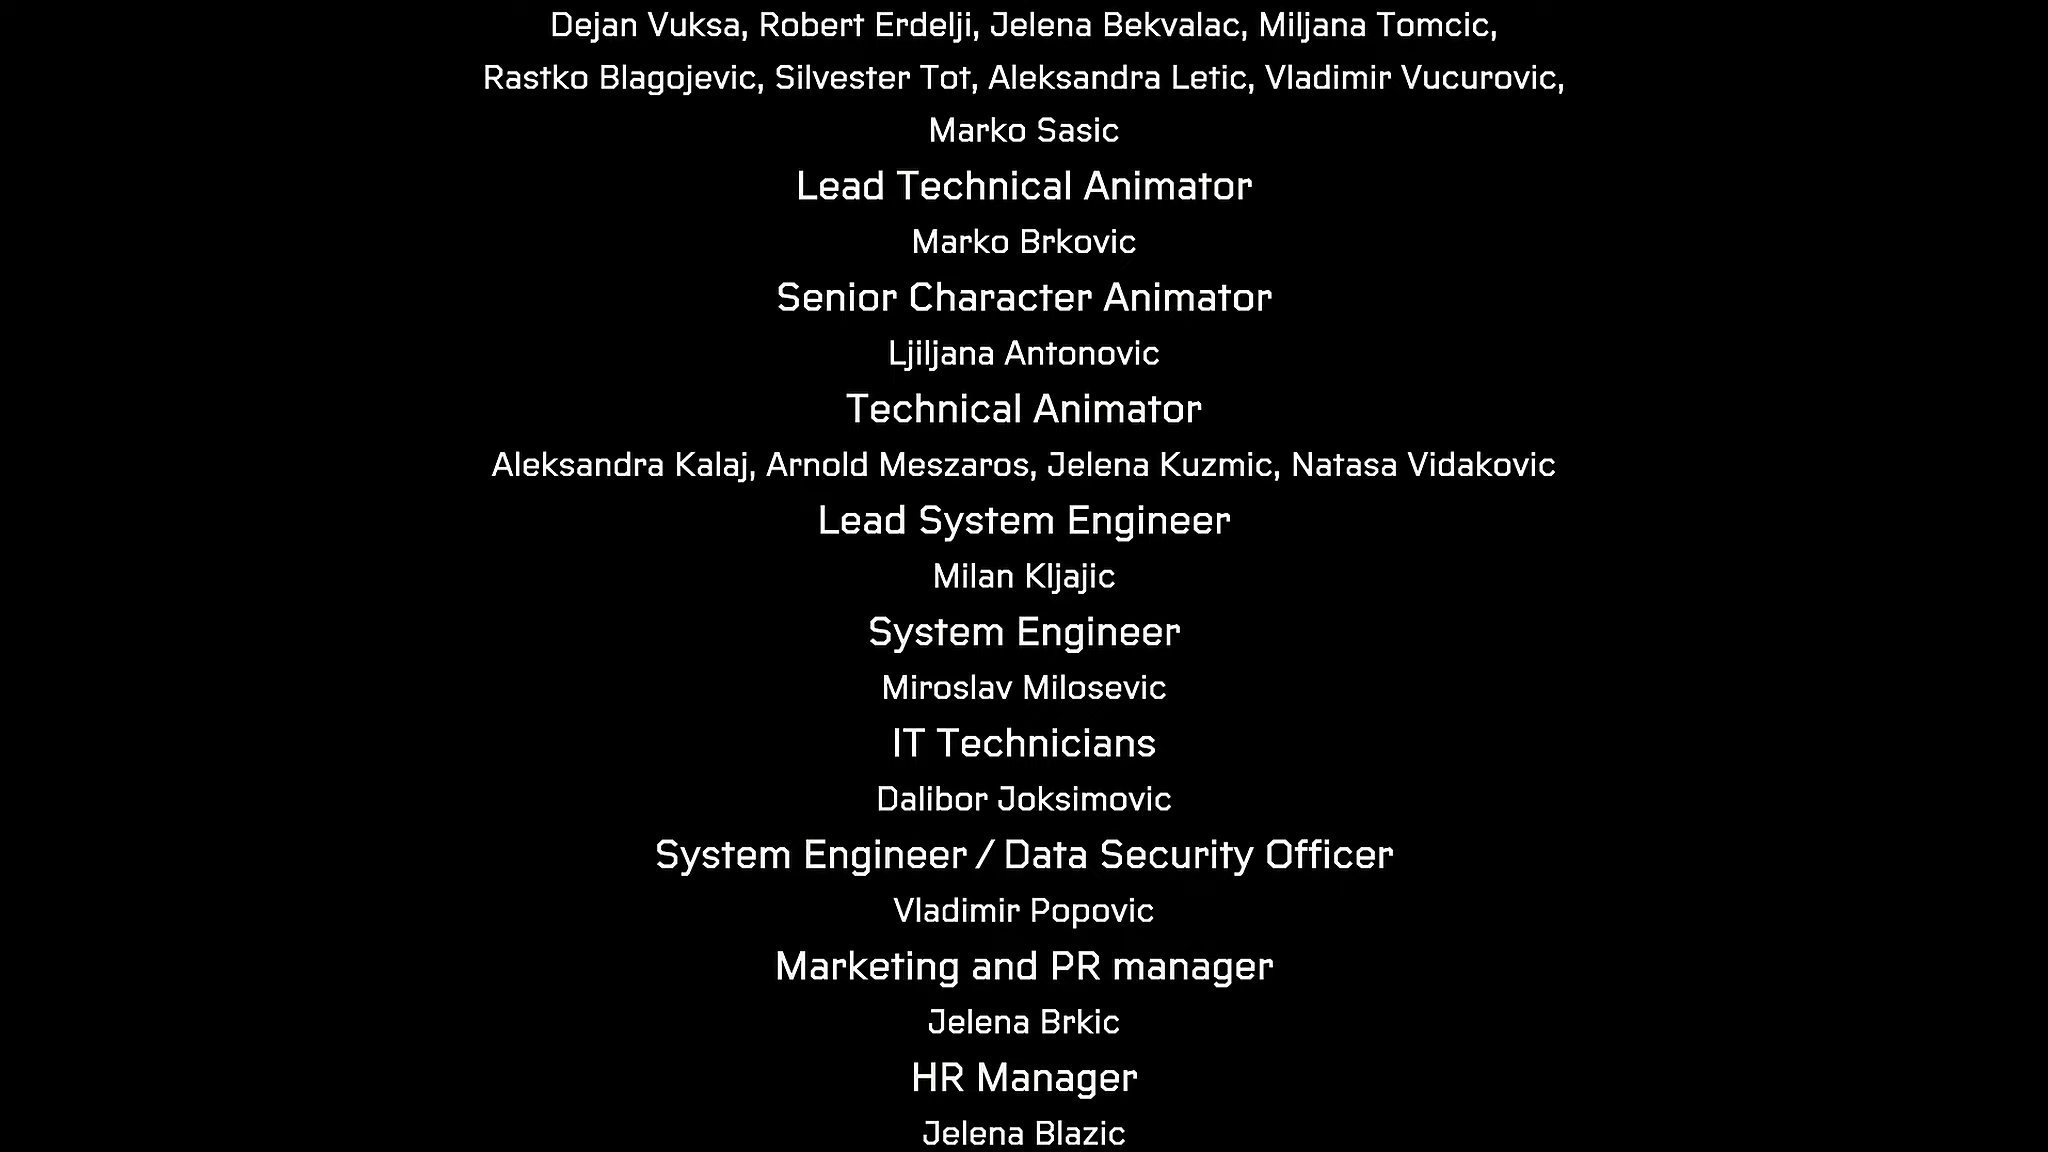 Dejan Vuksa, Robert Erdelji, Jelena Bekvalac, Miljana Tomcic,
Rastko Blagojevic, Silvester Tot, Aleksandra Letic, Vladimir Vucurovic,
Marko Sasic
Lead Technical Animator
Marko Brkovic
Senior Character Animator
Ljiljana Antonovic
Technical Animator
Aleksandra Kalaj, Arnold Meszaros, Jelena Kuzmic, Natasa Vidakovic
Lead System Engineer
Milan Kljajic
System Engineer
Miroslav Milosevic
IT Technicians
Dalibor Joksimovic
System Engineer / Data Security Officer
Vladimir Popovic
Marketing and PR manager
Jelena Brkic
HR Manager
Jelena Blazic